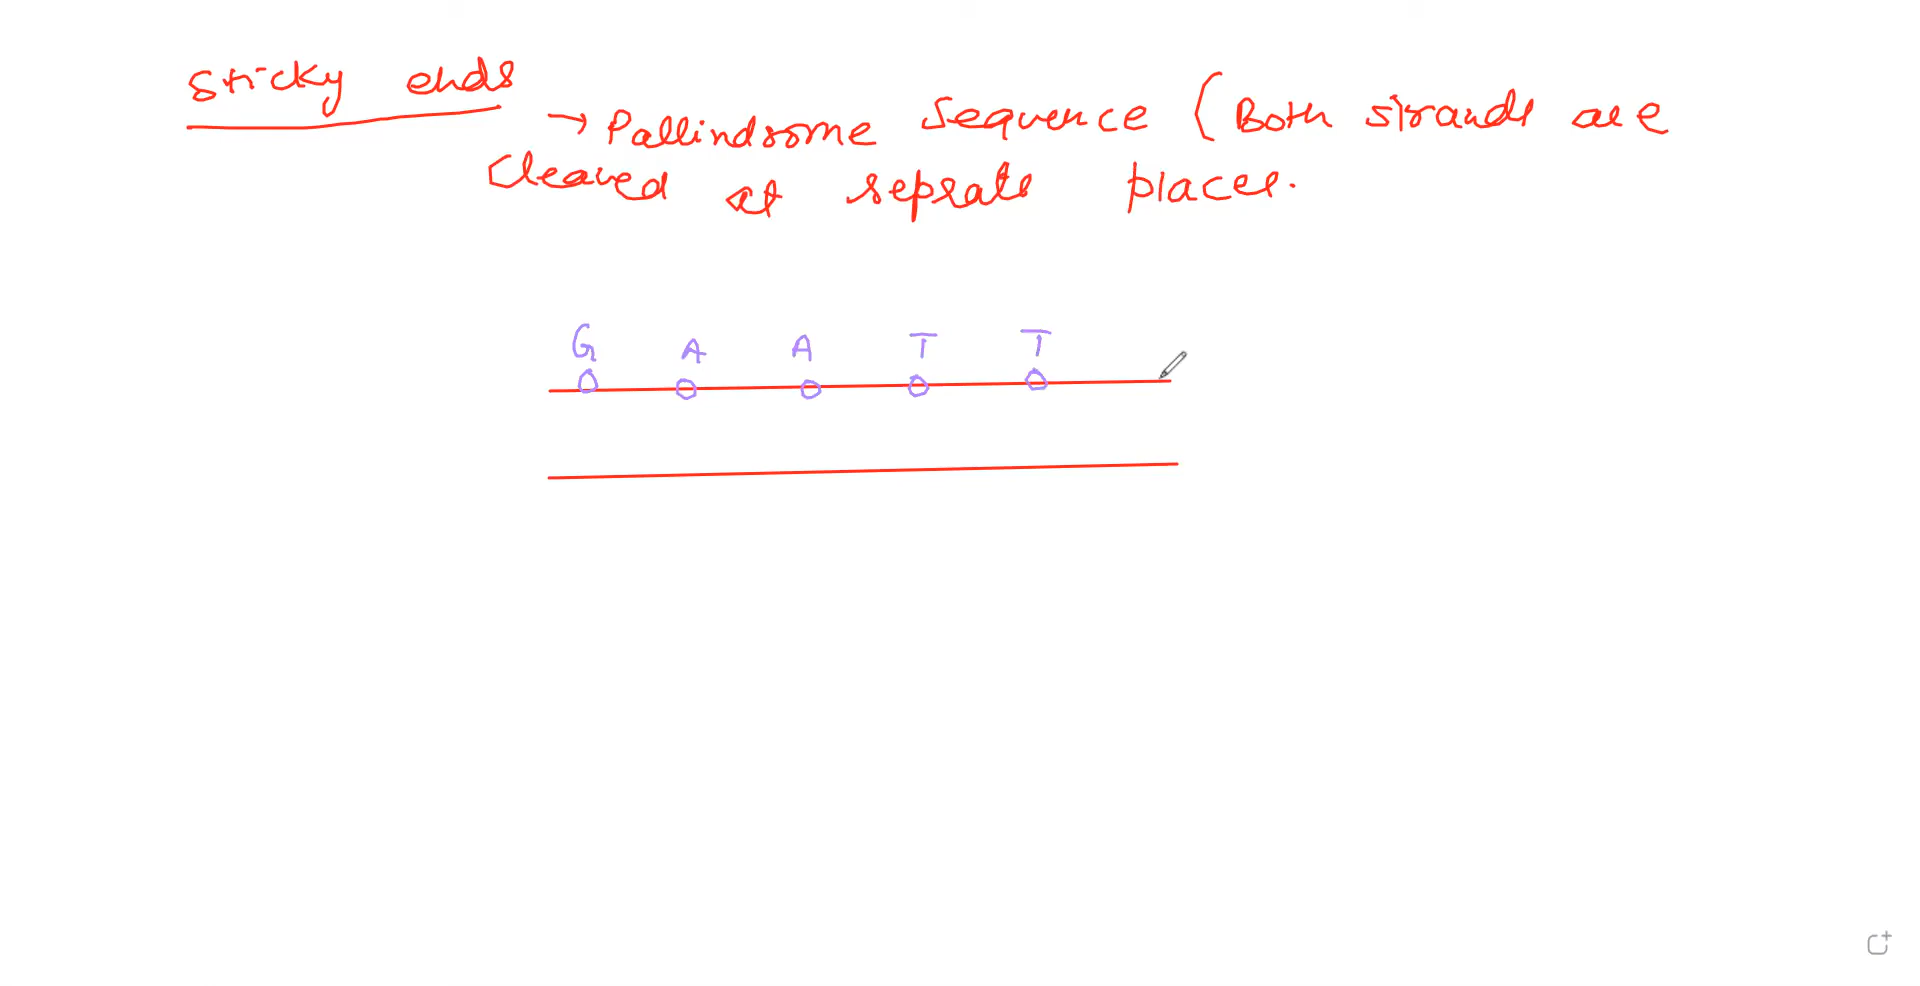 Sticky ends
→ Pallindrome Sequence (Both strands are
Cleaved at seprate places.
G A A T T